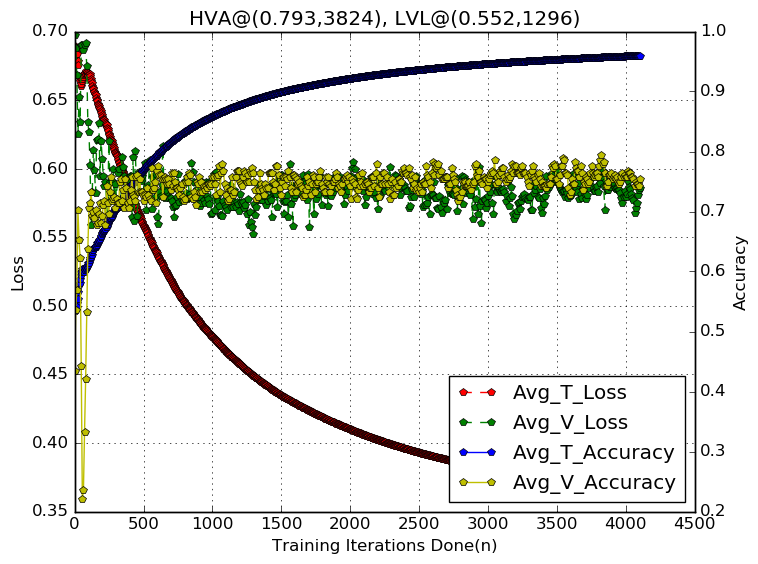 HVA@(0.793,3824), LVL@(0.552,1296)
0.70
0.65
0.60
0.55
0.50
0.45
0.40
0.35
Loss
1.0
0.9
0.8
0.7
0.6
0.5
0.4
0.3
0.2
Accuracy
Avg_T_Loss
Avg_V_Loss
Avg_T_Accuracy
Avg_V_Accuracy
0 500 1000 1500 2000 2500 3000 3500 4000 4500
Training Iterations Done(n)